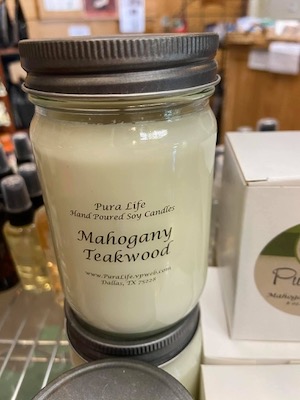 Pura Life
Hand Poured Soy Candles
Mahogany
Teakwood
www.PuraLife.vpweb.com
Dallas, TX 75228